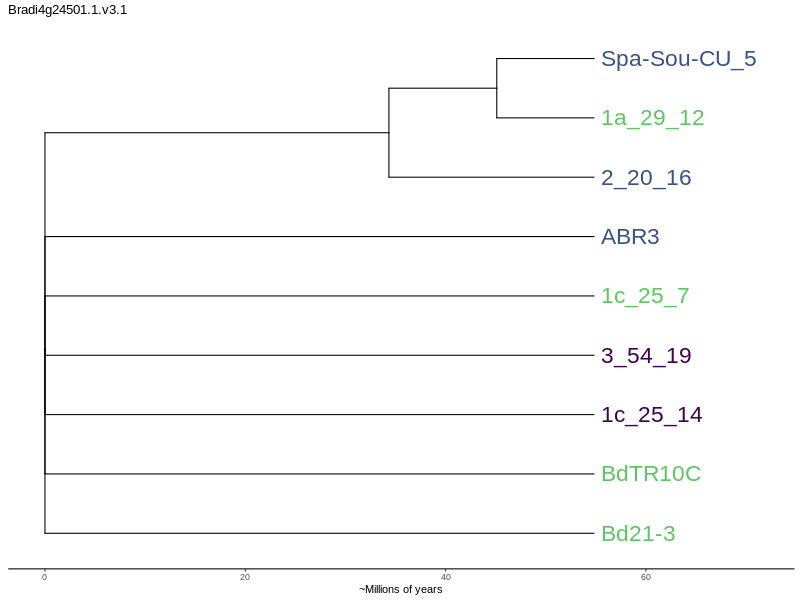 Bradi4g24501.1.v3.1
Spa-Sou-CU_5
1a_29_12
2_20_16
ABR3
1c_25_7
3_54_19
1c_25_14
BdTR10C
Bd21-3
0 20 40 60
~Millions of years